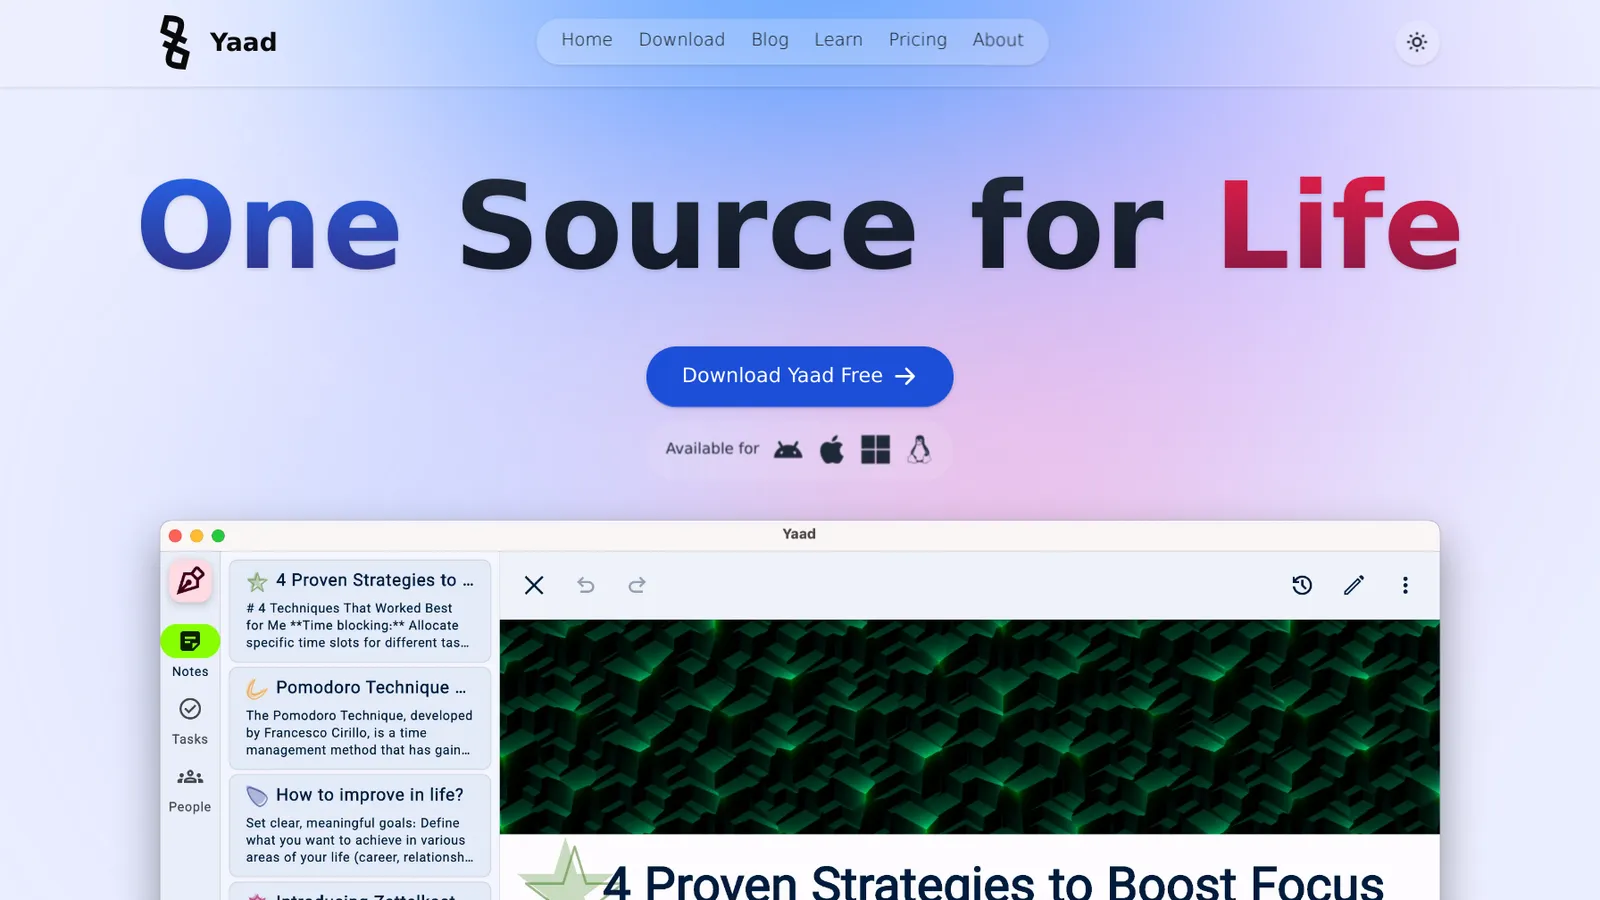 Yaad
Home Download Blog Learn Pricing About
One Source for Life
Download Yaad Free
Available for
Yaad
Notes
Tasks
People
4 Proven Strategies to ...
# 4 Techniques That Worked Best
for Me **Time blocking:** Allocate
specific time slots for different tas...
Pomodoro Technique ...
The Pomodoro Technique, developed
by Francesco Cirillo, is a time
management method that has gain...
How to improve in life?
Set clear, meaningful goals: Define
what you want to achieve in various
areas of your life (career, relationsh...
Introducing Zettelkast
4 Proven Strategies to Boost Focus